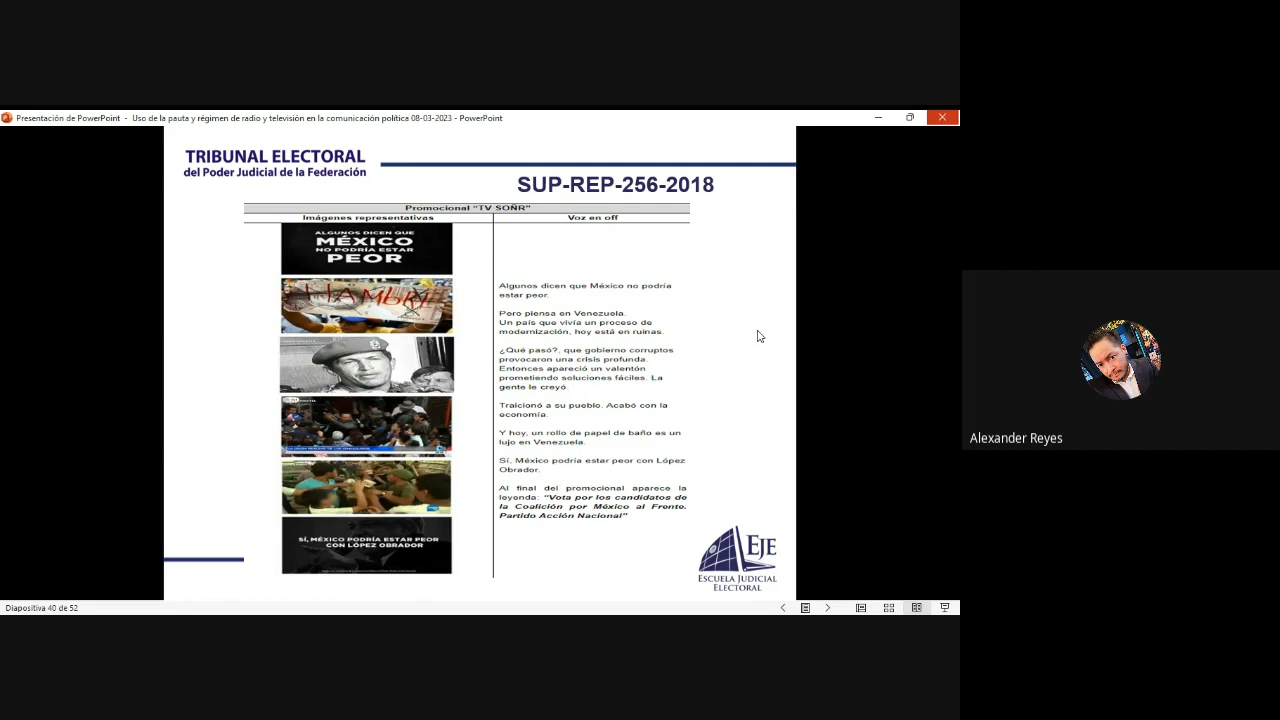 Presentación de PowerPoint - Uso de la pauta y régimen de radio y televisión en la comunicación política 08-03-2023 - PowerPoint
TRIBUNAL ELECTORAL
del Poder Judicial de la Federación
SUP-REP-256-2018
Promocional "TV SOÑR"
Imágenes representativas
Voz en off
ALGUNOS DICEN QUE
MÉXICO
NO PODRÍA ESTAR
PEOR
HAMBRE
SÍ, MÉXICO PODRÍA ESTAR PEOR
CON LÓPEZ OBRADOR
Algunos dicen que México no podría
estar peor.
Pero piensa en Venezuela.
Un país que vivía un proceso de
modernización, hoy está en ruinas.
¿Qué pasó?, que gobierno corruptos
provocaron una crisis profunda.
Entonces apareció un valentón
prometiendo soluciones fáciles. La
gente le creyó.
Traicionó a su pueblo. Acabó con la
economía.
Y hoy, un rollo de papel de baño es un
lujo en Venezuela.
Sí, México podría estar peor con López
Obrador.
Al final del promocional aparece la
leyenda: "Vota por los candidatos de
la Coalición por México al Frente.
Partido Acción Nacional"
EJE
ESCUELA JUDICIAL
ELECTORAL
Alexander Reyes
Diapositiva 40 de 52